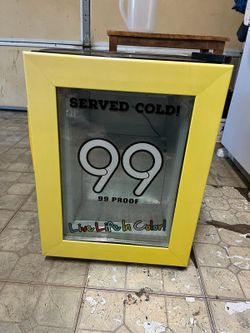 SERVED COLD!
99
99 PROOF
Live Life In Color!